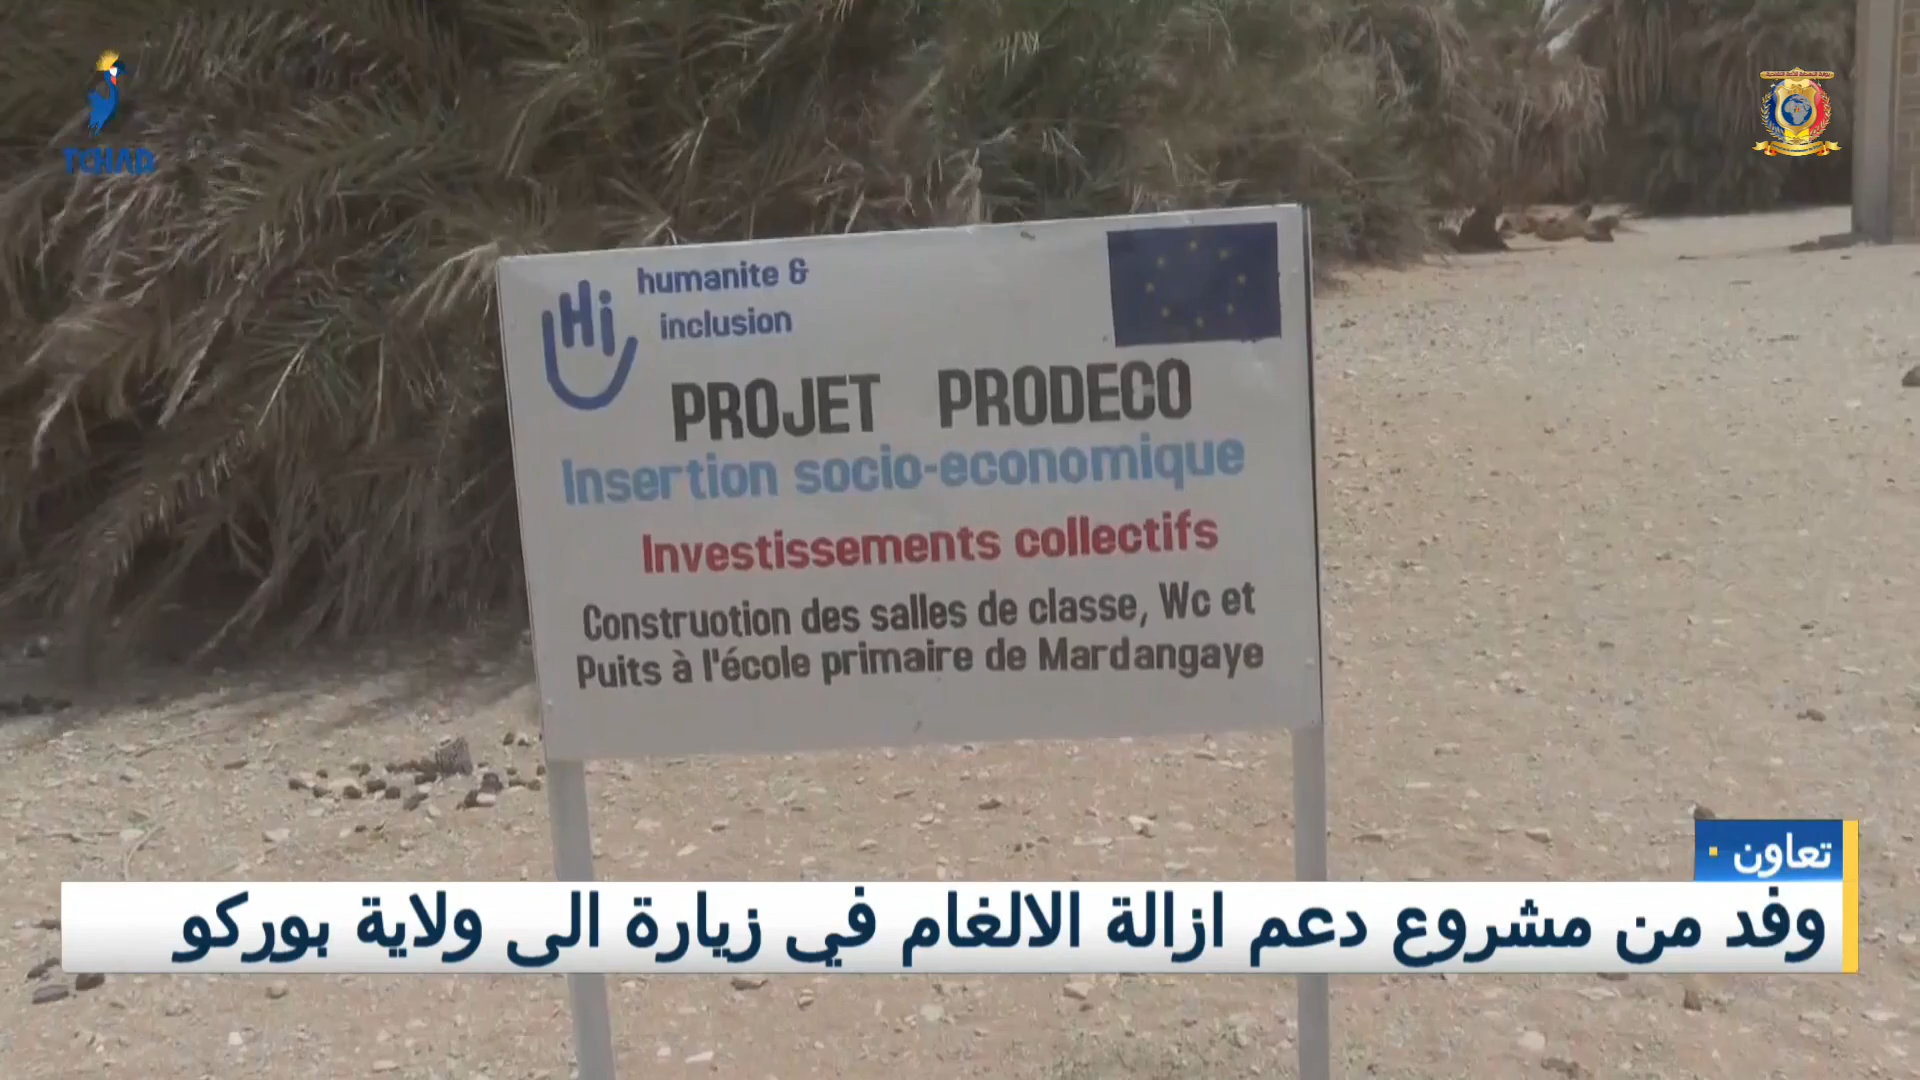 TCHAD
humanite &
inclusion
Hi
PROJET PRODECO
Insertion socio-economique
Investissements collectifs
Construotion des salles de classe, Wc et
Puits à l'école primaire de Mardangaye
تعاون
وفد من مشروع دعم ازالة الالغام في زيارة الى ولاية بوركو